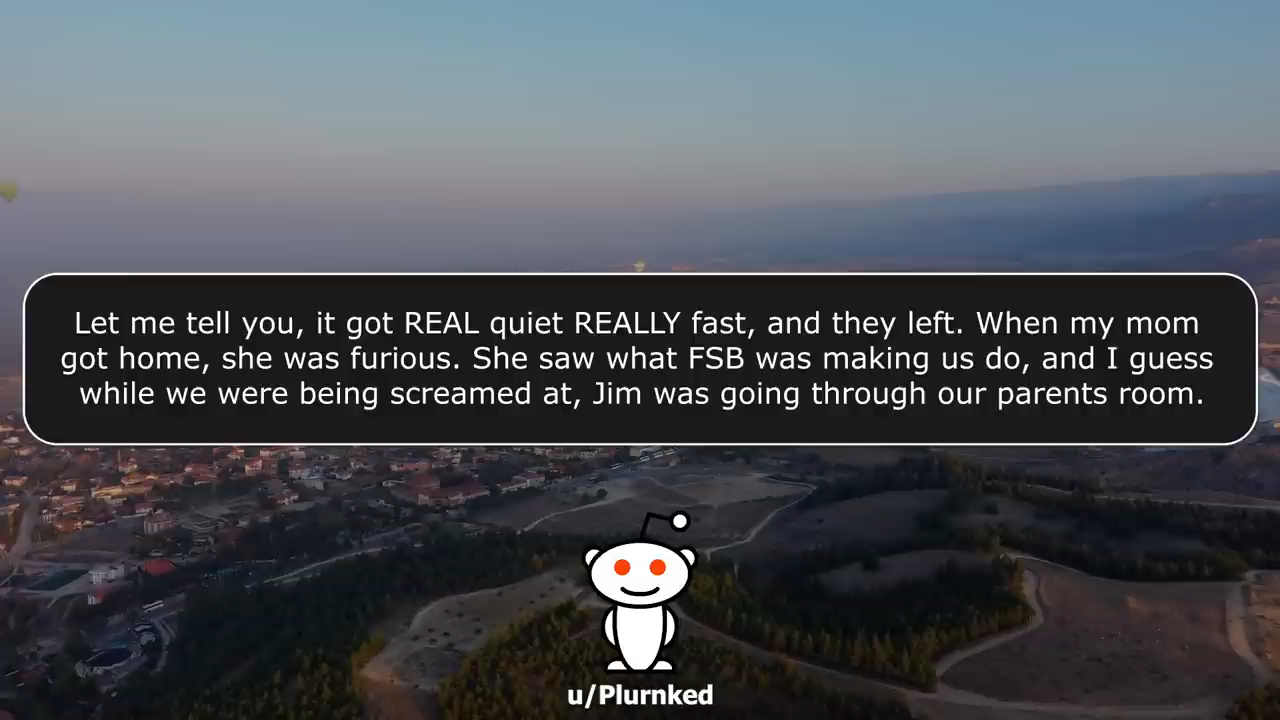 Let me tell you, it got REAL quiet REALLY fast, and they left. When my mom
got home, she was furious. She saw what FSB was making us do, and I guess
while we were being screamed at, Jim was going through our parents room.
u/Plurnked